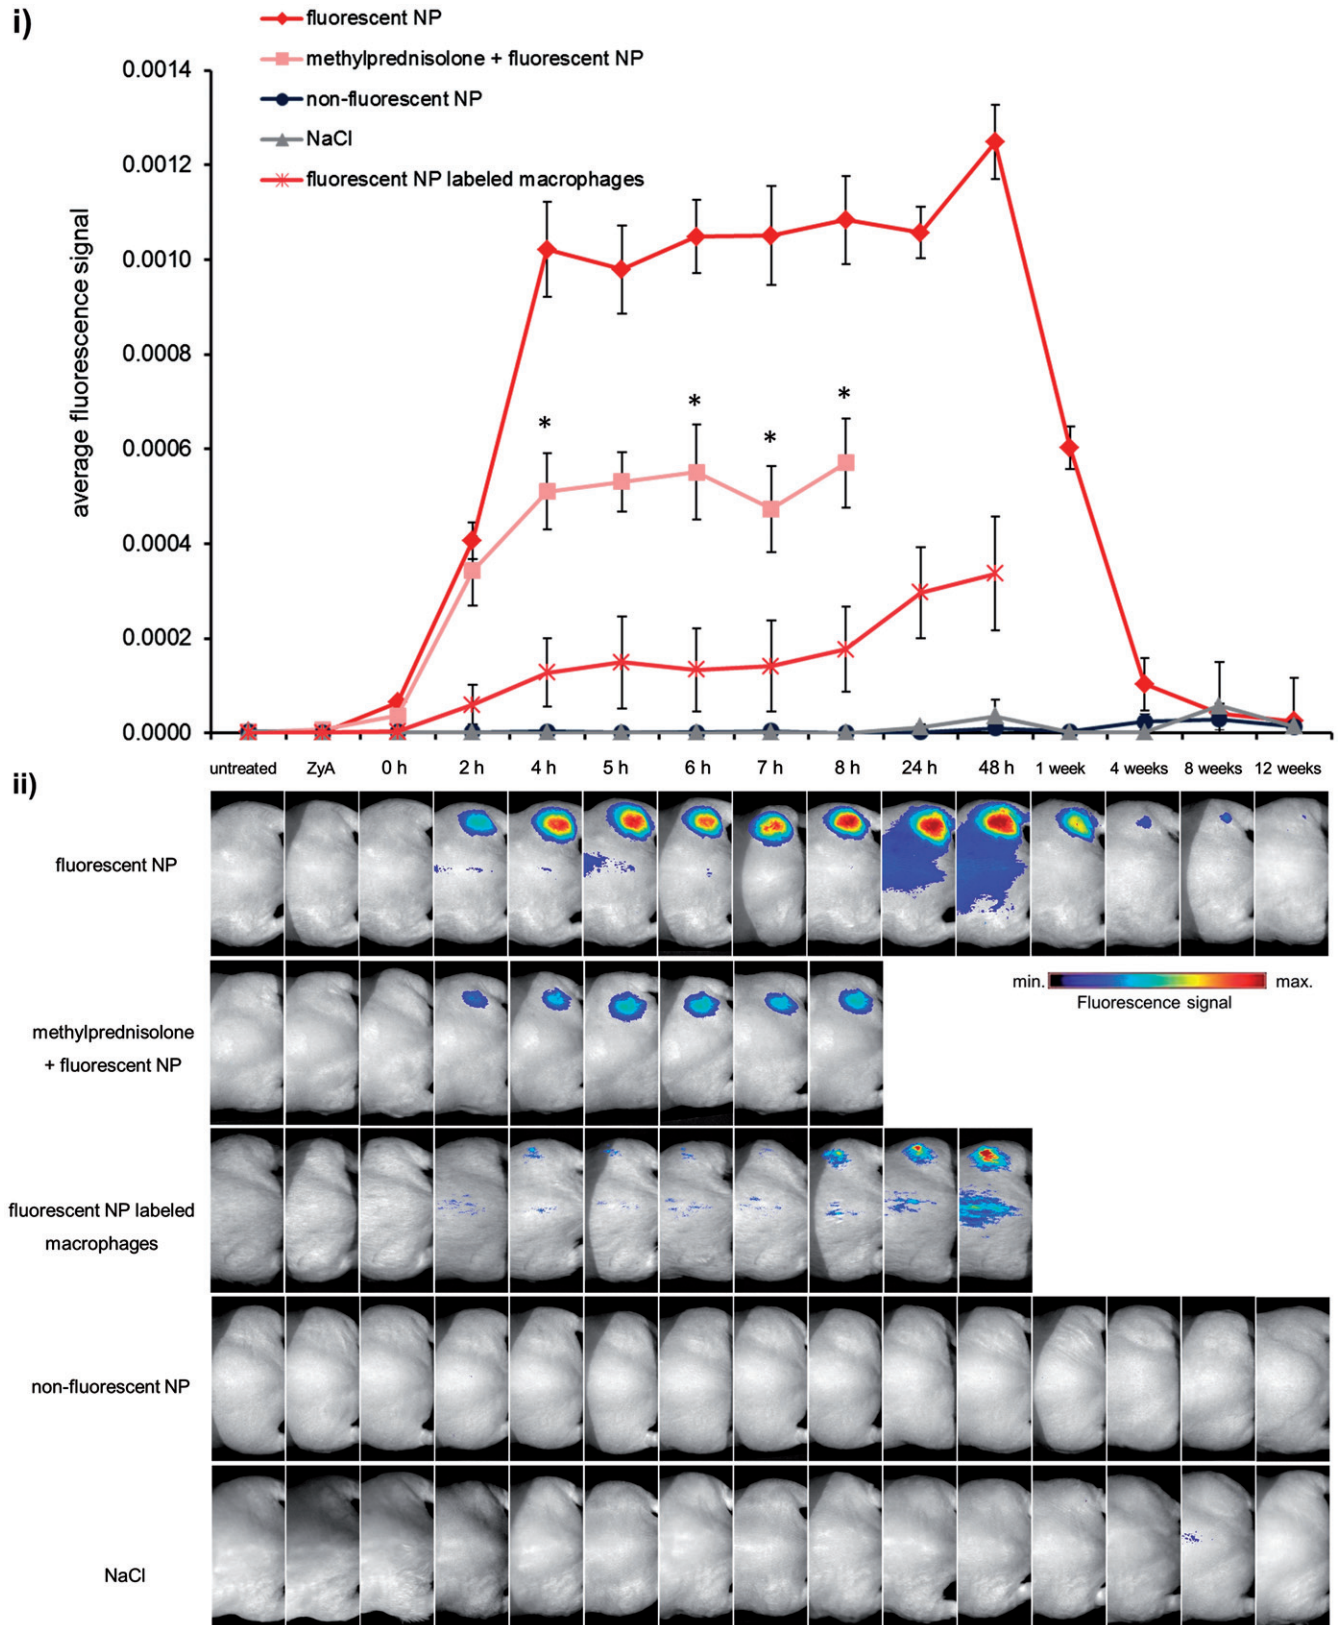 i)
fluorescent NP
methylprednisolone + fluorescent NP
non-fluorescent NP
NaCl
fluorescent NP labeled macrophages
average fluorescence signal
0.0014
0.0012
0.0010
0.0008
0.0006
0.0004
0.0002
0.0000
* * * *
untreated ZyA 0 h 2 h 4 h 5 h 6 h 7 h 8 h 24 h 48 h 1 week 4 weeks 8 weeks 12 weeks
ii)
fluorescent NP
methylprednisolone
+ fluorescent NP
min. max.
Fluorescence signal
fluorescent NP labeled
macrophages
non-fluorescent NP
NaCl